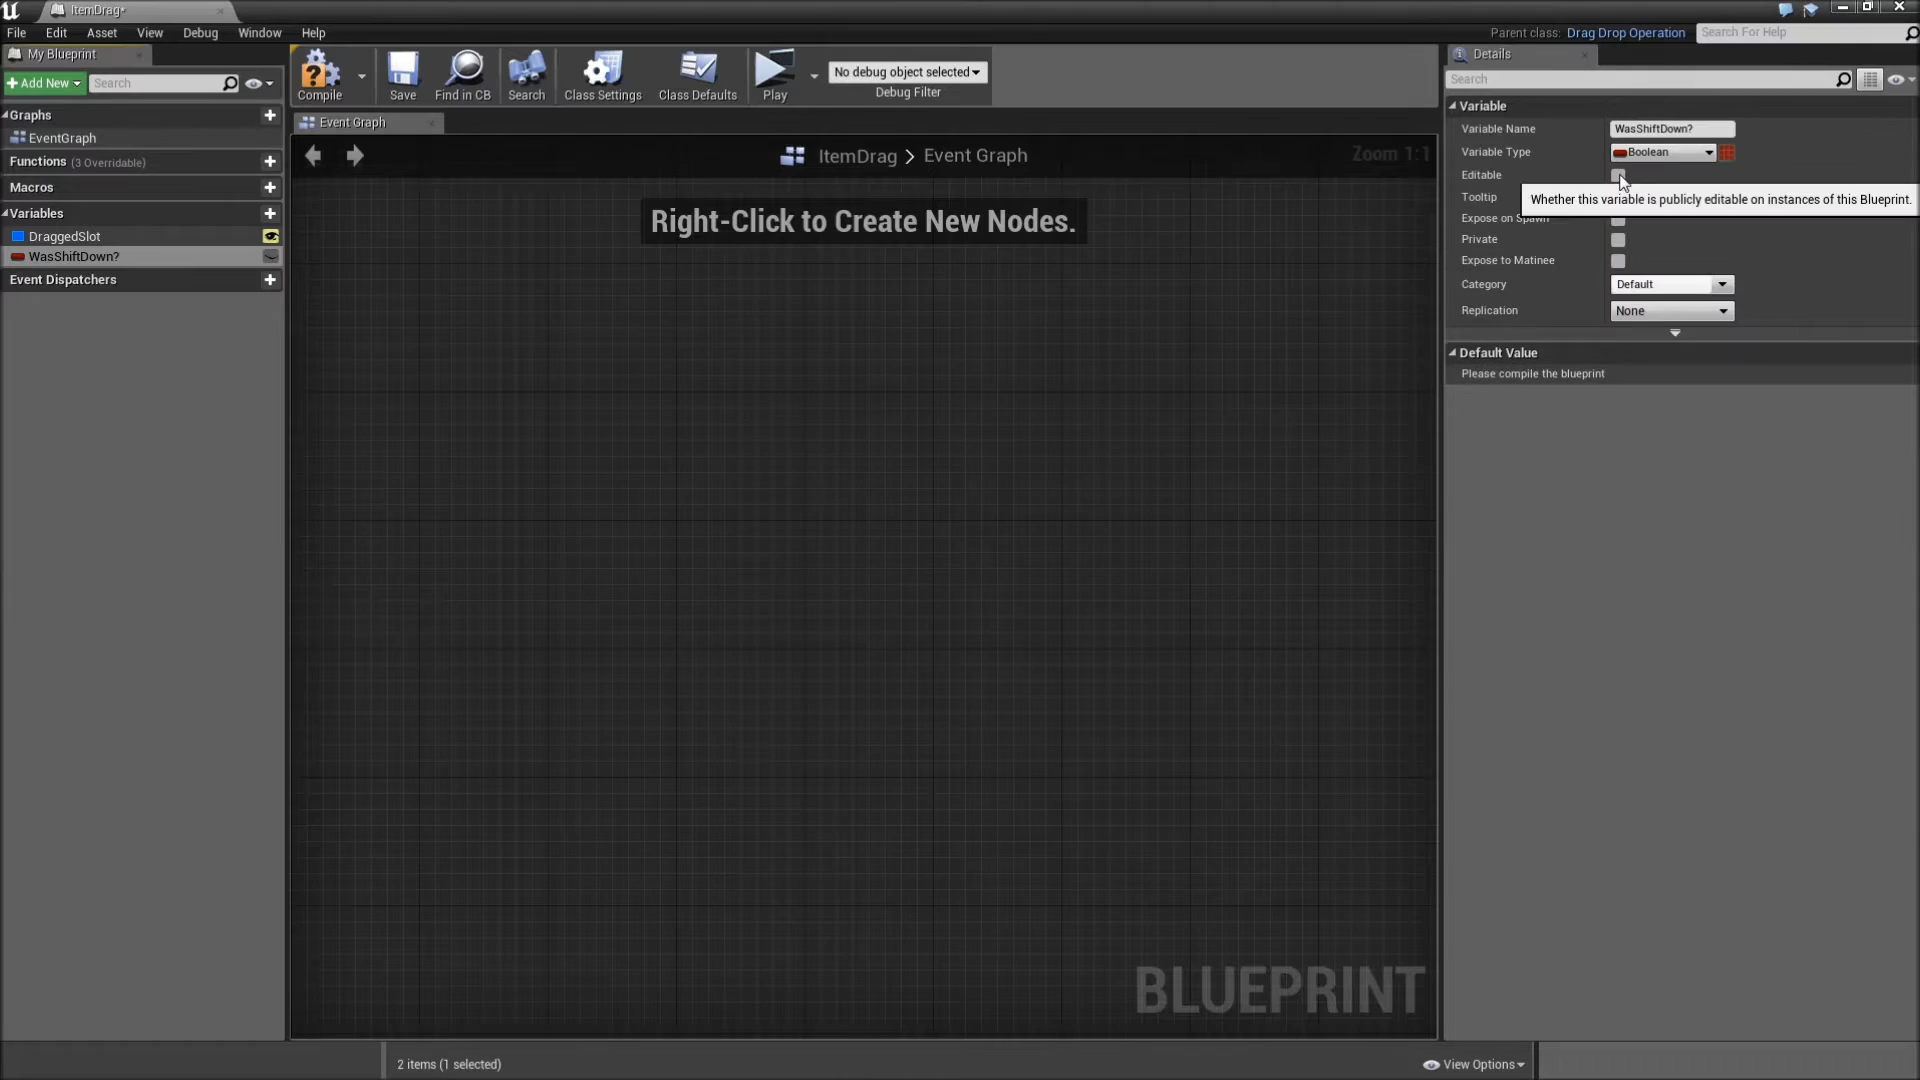 ItemDrag*
File Edit Asset View Debug Window Help
Parent class: Drag Drop Operation
Search For Help
My Blueprint
Add New
Search
Compile
Save
Find in CB
Search
Class Settings
Class Defaults
Play
No debug object selected
Debug Filter
Details
Search
Graphs
EventGraph
Functions (3 Overridable)
Macros
Variables
DraggedSlot
WasShiftDown?
Event Dispatchers
Event Graph
ItemDrag > Event Graph
Zoom 1:1
Right-Click to Create New Nodes.
BLUEPRINT
Variable
Variable Name WasShiftDown?
Variable Type Boolean
Editable
Tooltip
Whether this variable is publicly editable on instances of this Blueprint.
Expose on Spawn
Private
Expose to Matinee
Category Default
Replication None
Default Value
Please compile the blueprint
2 items (1 selected)
View Options